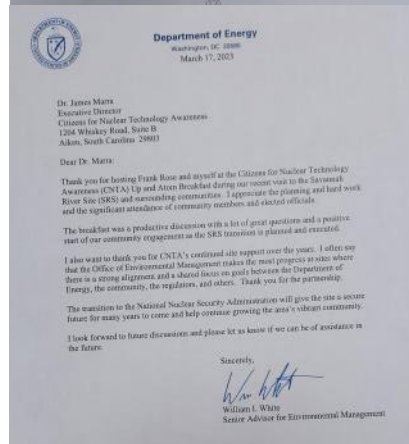 Department of Energy
Washington, DC 20585
March 17, 2023
Dr. James Marra
Executive Director
Citizens for Nuclear Technology Awareness
1204 Whiskey Road, Suite B
Aiken, South Carolina 29803
Dear Dr. Marra:
Thank you for hosting Frank Rose and myself at the Citizens for Nuclear Technology
Awareness (CNTA) Up and Atom Breakfast during our recent visit to the Savannah
River Site (SRS) and surrounding communities. I appreciate the planning and hard work
and the significant attendance of community members and elected officials.
The breakfast was a productive discussion with a lot of great questions and a positive
start of our community engagement as the SRS transition is planned and executed.
I also want to thank you for CNTA's continued site support over the years. I often say
that the Office of Environmental Management makes the most progress at sites where
there is a strong alignment and a shared focus on goals between the Department of
Energy, the community, the regulators, and others. Thank you for the partnership.
The transition to the National Nuclear Security Administration will give the site a secure
future for many years to come and help continue growing the area's vibrant community.
I look forward to future discussions and please let us know if we can be of assistance in
the future.
Sincerely,
William I. White
Senior Advisor for Environmental Management